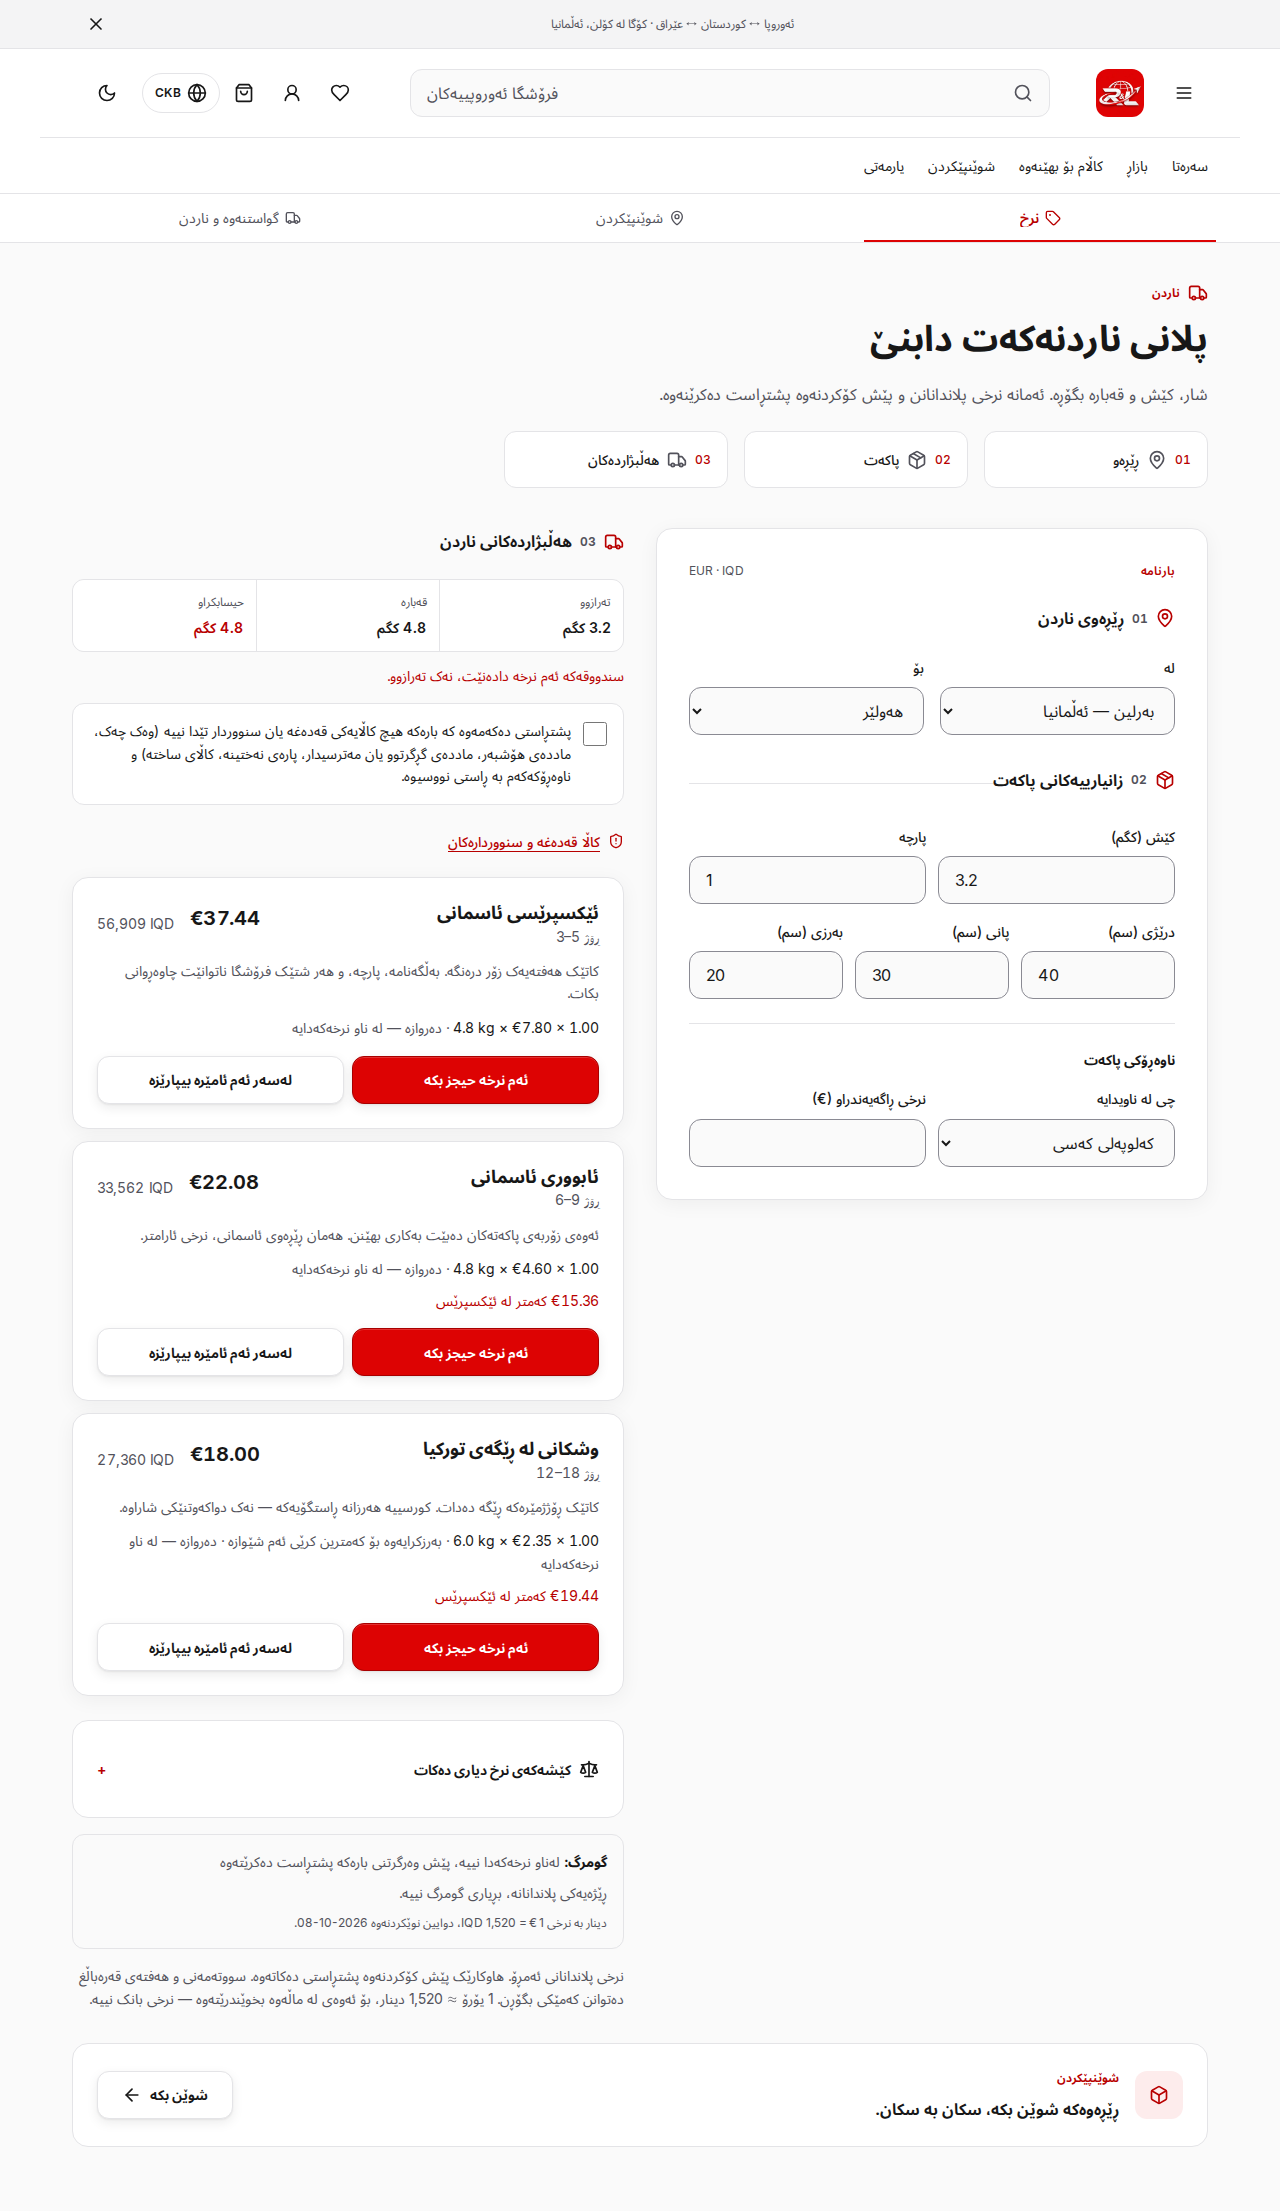 ئەوروپا ↔ کوردستان ↔ عێراق · کۆگا لە کۆلن، ئەڵمانیا
فرۆشگا ئەوروپییەکان
CKB
سەرەتا
بازاڕ
کاڵام بۆ بهێنەوە
شوێنپێکردن
یارمەتی
نرخ
شوێنپێکردن
گواستنەوە و ناردن
ناردن
پلانی ناردنەکەت دابنێ
شار، کێش و قەبارە بگۆڕە. ئەمانە نرخی پلاندانانن و پێش کۆکردنەوە پشتڕاست دەکرێنەوە.
01 ڕێڕەو
02 پاکەت
03 هەڵبژاردەکان
بارنامە
EUR · IQD
01 ڕێڕەوی ناردن
لە
بۆ
بەرلین — ئەڵمانیا
هەولێر
02 زانیارییەکانی پاکەت
کێش (کگم)
پارچە
3.2
1
درێژی (سم)
پانی (سم)
بەرزی (سم)
40
30
20
ناوەڕۆکی پاکەت
چی لە ناویدایە
نرخی ڕاگەیەندراو (€)
کەلوپەلی کەسی
03 هەڵبژاردەکانی ناردن
تەرازوو
قەبارە
حیسابکراو
3.2 کگم
4.8 کگم
4.8 کگم
سندووقەکە ئەم نرخە دادەنێت، نەک تەرازوو.
پشتڕاستی دەکەمەوە کە بارەکە هیچ کاڵایەکی قەدەغە یان سنووردار تێدا نییە (وەک چەک،
ماددەی هۆشبەر، ماددەی گڕگرتوو یان مەترسیدار، پارەی نەختینە، کاڵای ساختە) و
ناوەڕۆکەکەم بە ڕاستی نووسیوە.
کاڵا قەدەغە و سنووردارەکان
ئێکسپرێسی ئاسمانی
€37.44
56,909 IQD
3–5 ڕۆژ
کاتێک هەفتەیەک زۆر درەنگە. بەڵگەنامە، پارچە، و هەر شتێک فرۆشگا ناتوانێت چاوەڕوانی
بکات.
4.8 kg × €7.80 × 1.00 · دەروازە — لە ناو نرخەکەدایە
ئەم نرخە حیجز بکە
لەسەر ئەم ئامێرە بیپارێزە
ئابووری ئاسمانی
€22.08
33,562 IQD
6–9 ڕۆژ
ئەوەی زۆربەی پاکەتەکان دەبێت بەکاری بهێنن. هەمان ڕێڕەوی ئاسمانی، نرخی ئارامتر.
4.8 kg × €4.60 × 1.00 · دەروازە — لە ناو نرخەکەدایە
€15.36 کەمتر لە ئێکسپرێس
ئەم نرخە حیجز بکە
لەسەر ئەم ئامێرە بیپارێزە
وشکانی لە ڕێگەی تورکیا
€18.00
27,360 IQD
12–18 ڕۆژ
کاتێک ڕۆژژمێرەکە ڕێگە دەدات. کورسییە هەرزانە ڕاستگۆیەکە — نەک دواکەوتنێکی شاراوە.
6.0 kg × €2.35 × 1.00 · بەرزکرایەوە بۆ کەمترین کرێی ئەم شێوازە · دەروازە — لە ناو
نرخەکەدایە
€19.44 کەمتر لە ئێکسپرێس
ئەم نرخە حیجز بکە
لەسەر ئەم ئامێرە بیپارێزە
کێشەکەی نرخ دیاری دەکات
+
گومرگ: لەناو نرخەکەدا نییە، پێش وەرگرتنی بارەکە پشتڕاست دەکرێتەوە
ڕێژەیەکی پلاندانانە، بڕیاری گومرگ نییە.
دینار بە نرخی 1 € = 1,520 IQD، دوایین نوێکردنەوە 2026-10-08.
نرخی پلاندانانی ئەمڕۆ. هاوکارێک پێش کۆکردنەوە پشتڕاستی دەکاتەوە. سووتەمەنی و هەفتەی قەرەباڵغ
دەتوانن کەمێکی بگۆڕن. 1 یۆرۆ ≈ 1,520 دینار، بۆ ئەوەی لە ماڵەوە بخوێندرێتەوە — نرخی بانک نییە.
شوێنپێکردن
ڕێڕەوەکە شوێن بکە، سکان بە سکان.
شوێن بکە